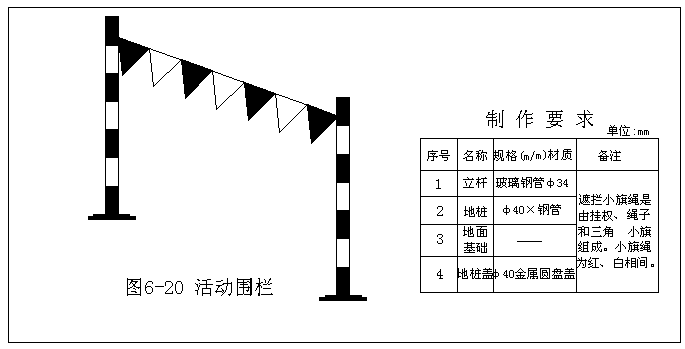 制作要求
单位:mm
序号 名称 规格(m/m)材质 备注
1 立杆 玻璃钢管φ34
2 地桩 φ40×钢管
3 地面基础 ——
4 地桩盖 φ40金属圆盘盖
遮拦小旗绳是
由挂权、绳子
和三角 小旗
组成。小旗绳
为红、白相间。
图6-20 活动围栏